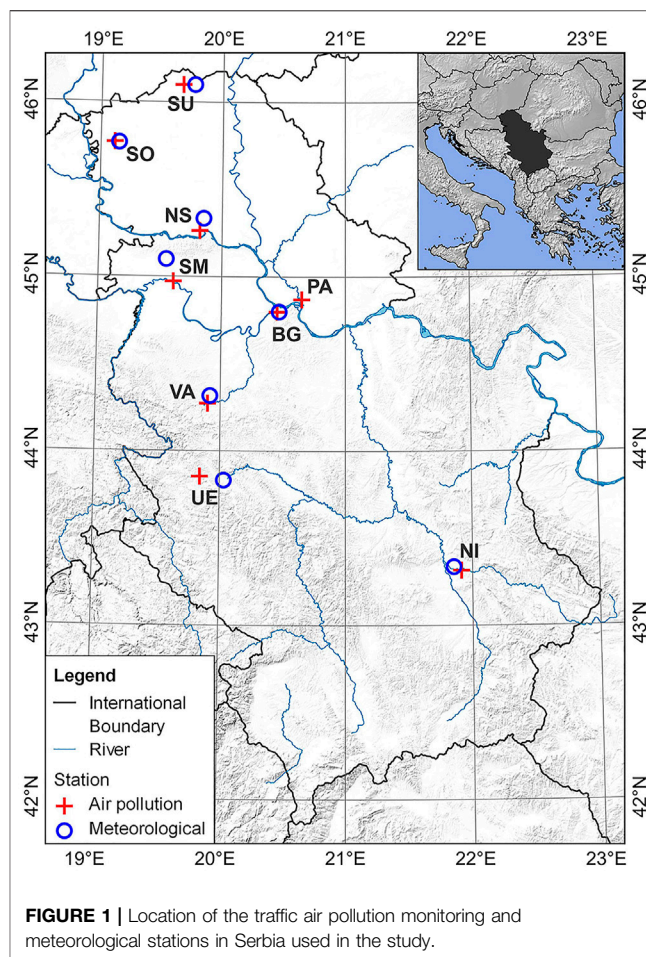 19°E 20°E 21°E 22°E 23°E
46°N 46°N
SU
SO
NS
45°N SM 45°N
PA
BG
VA
44°N 44°N
UE
NI
43°N 43°N
42°N 42°N
Legend
International
Boundary
River
Station
Air pollution
Meteorological
19°E 20°E 21°E 22°E 23°E
FIGURE 1 | Location of the traffic air pollution monitoring and
meteorological stations in Serbia used in the study.